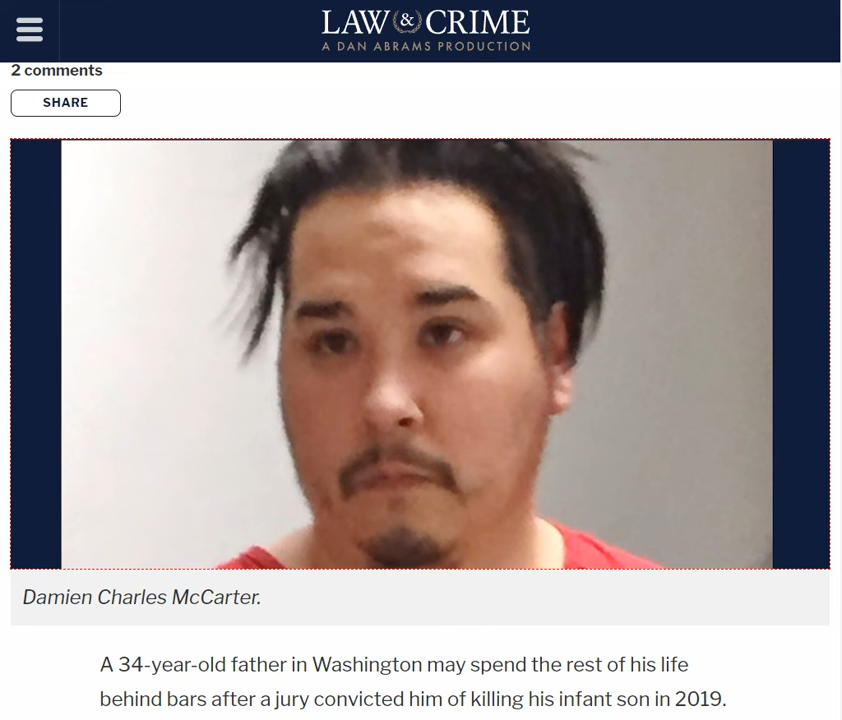 LAW & CRIME
A DAN ABRAMS PRODUCTION
2 comments
SHARE
Damien Charles McCarter.
A 34-year-old father in Washington may spend the rest of his life
behind bars after a jury convicted him of killing his infant son in 2019.